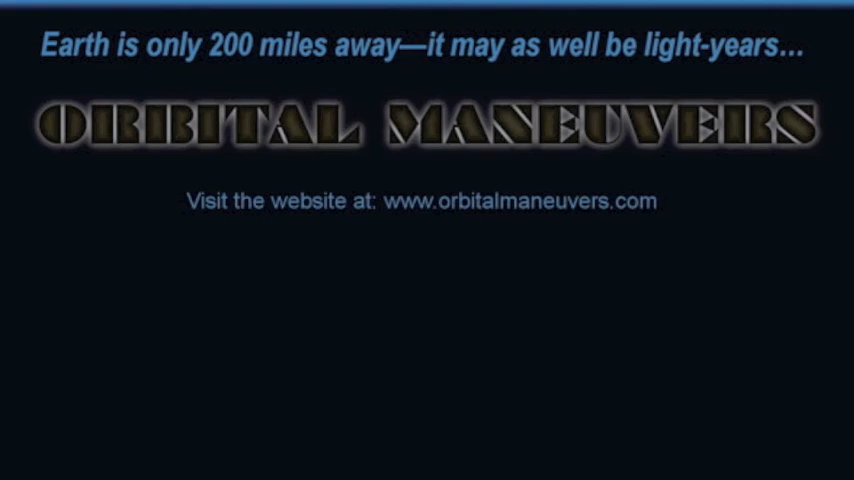 Earth is only 200 miles away—it may as well be light-years...
ORBITAL MANEUVERS
Visit the website at: www.orbitalmaneuvers.com